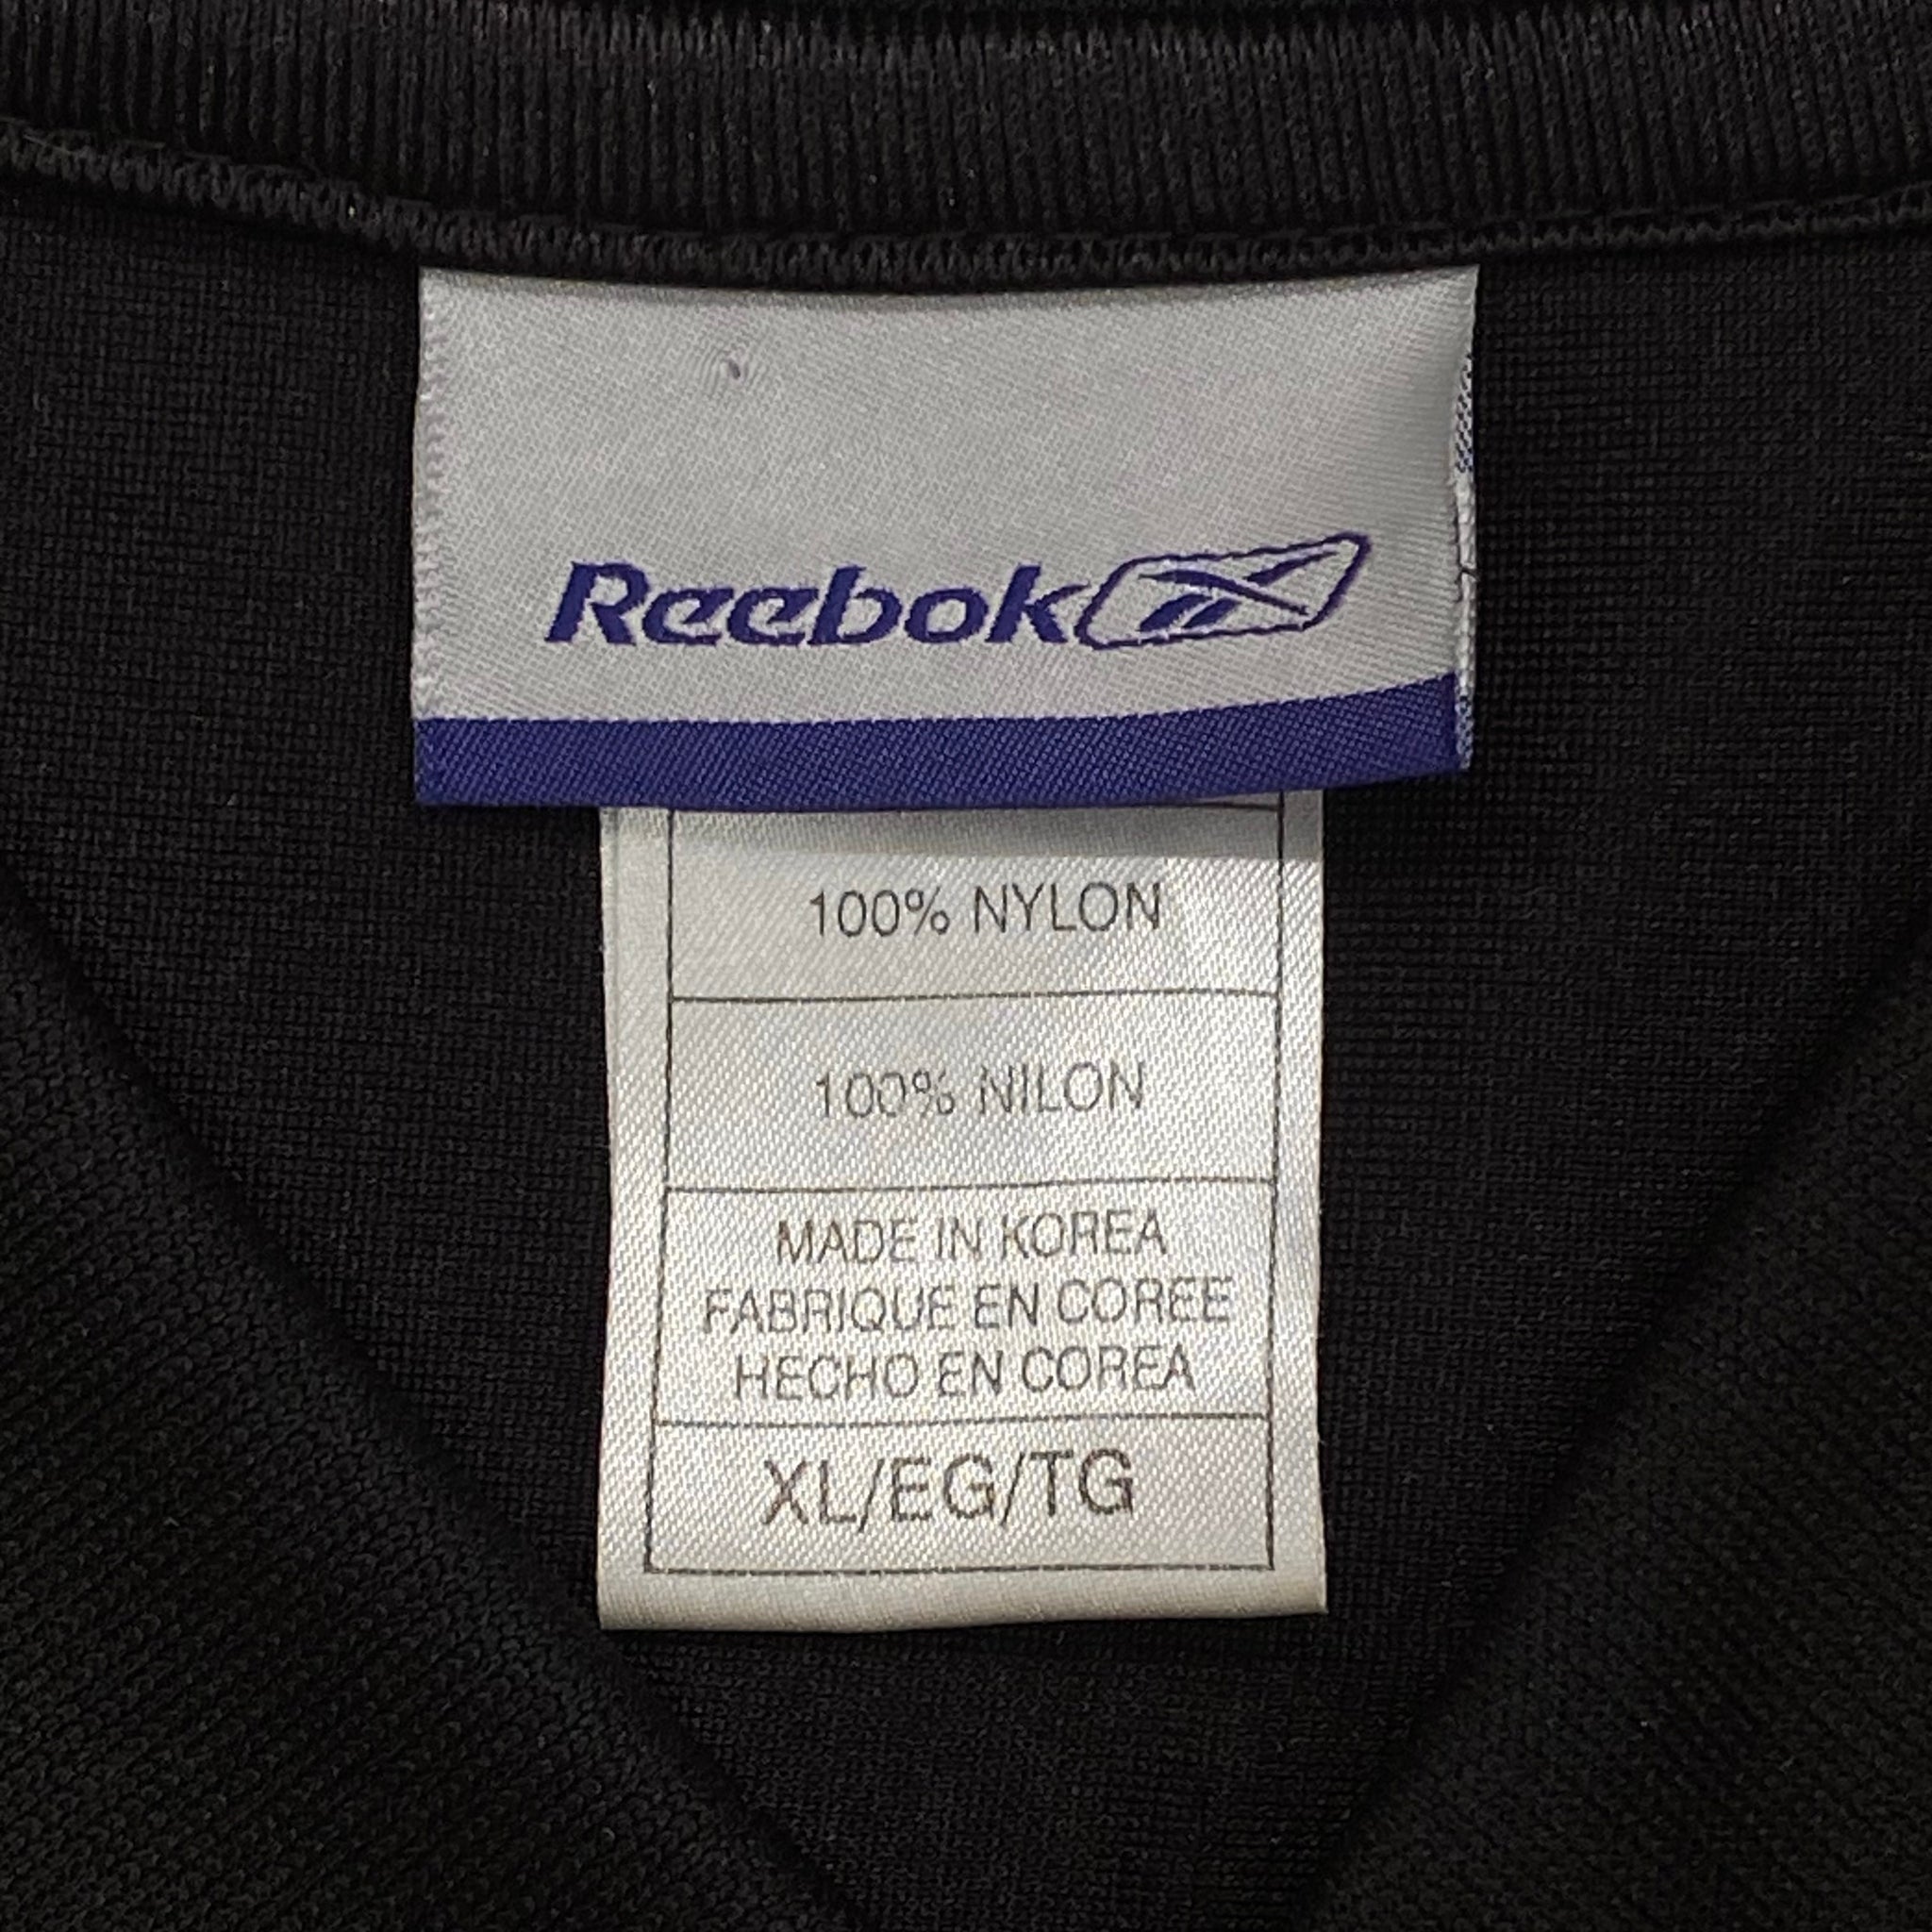 Reebok
100% NYLON
100% NILON
MADE IN KOREA
FABRIQUE EN COREE
HECHO EN COREA
XL/EG/TG